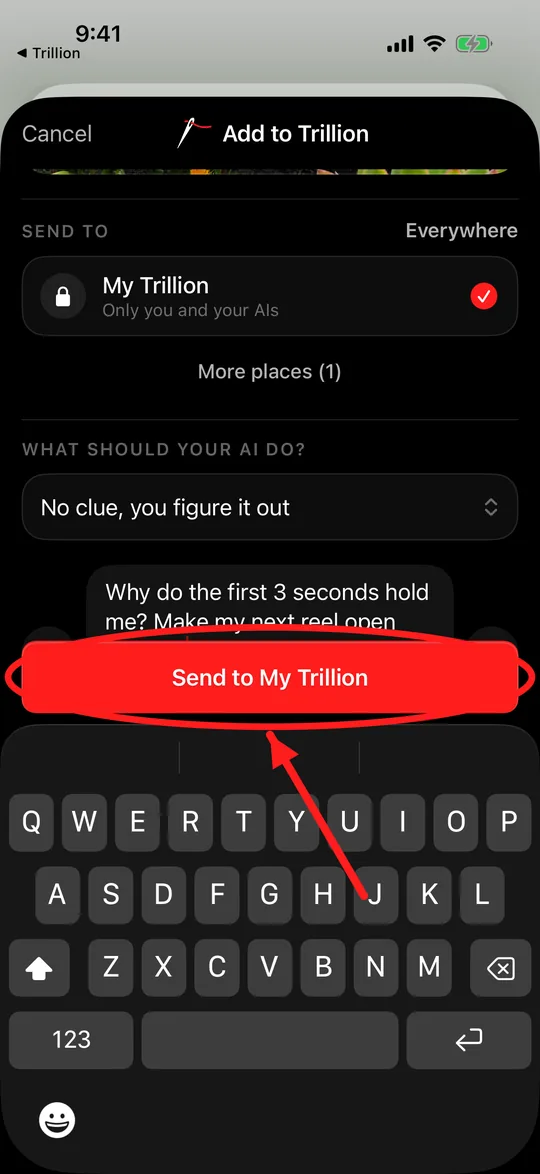 9:41
◀ Trillion
Cancel
Add to Trillion
SEND TO
Everywhere
My Trillion
Only you and your AIs
More places (1)
WHAT SHOULD YOUR AI DO?
No clue, you figure it out
Why do the first 3 seconds hold
me? Make my next reel open
Send to My Trillion
Q W E R T Y U I O P
A S D F G H J K L
Z X C V B N M
123